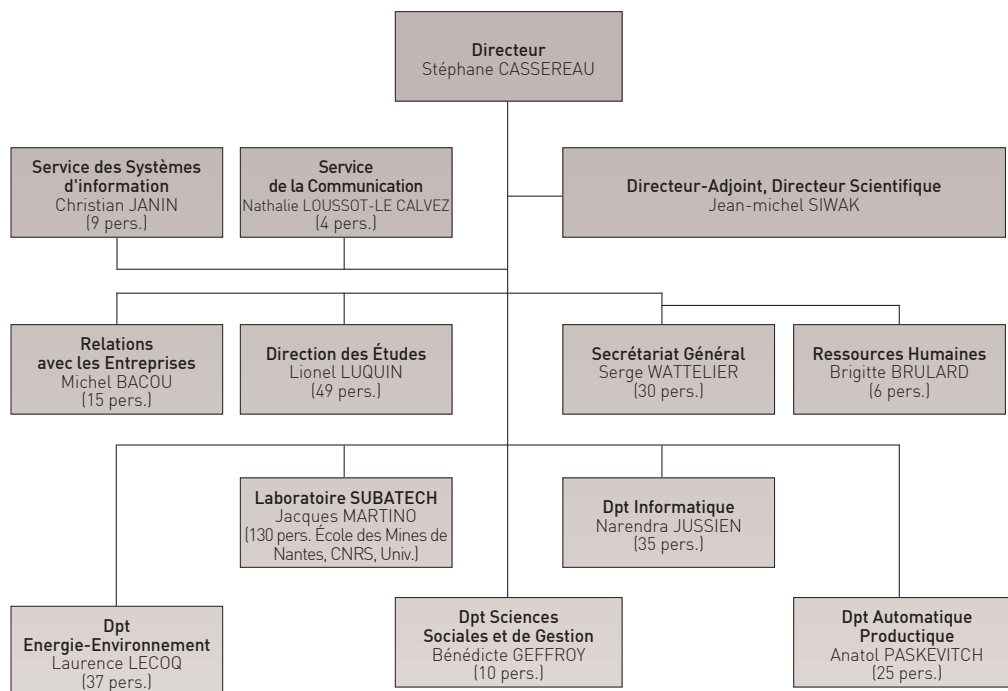 Directeur
Stéphane CASSEREAU
Service des Systèmes
d'information
Christian JANIN
(9 pers.)
Service
de la Communication
Nathalie LOUSSOT-LE CALVEZ
(4 pers.)
Directeur-Adjoint, Directeur Scientifique
Jean-michel SIWAK
Relations
avec les Entreprises
Michel BACOU
(15 pers.)
Direction des Études
Lionel LUQUIN
(49 pers.)
Secrétariat Général
Serge WATTELIER
(30 pers.)
Ressources Humaines
Brigitte BRULARD
(6 pers.)
Laboratoire SUBATECH
Jacques MARTINO
(130 pers. École des Mines de
Nantes, CNRS, Univ.)
Dpt Informatique
Narendra JUSSIEN
(35 pers.)
Dpt
Energie-Environnement
Laurence LECOQ
(37 pers.)
Dpt Sciences
Sociales et de Gestion
Bénédicte GEFFROY
(10 pers.)
Dpt Automatique
Productique
Anatol PASKEVITCH
(25 pers.)